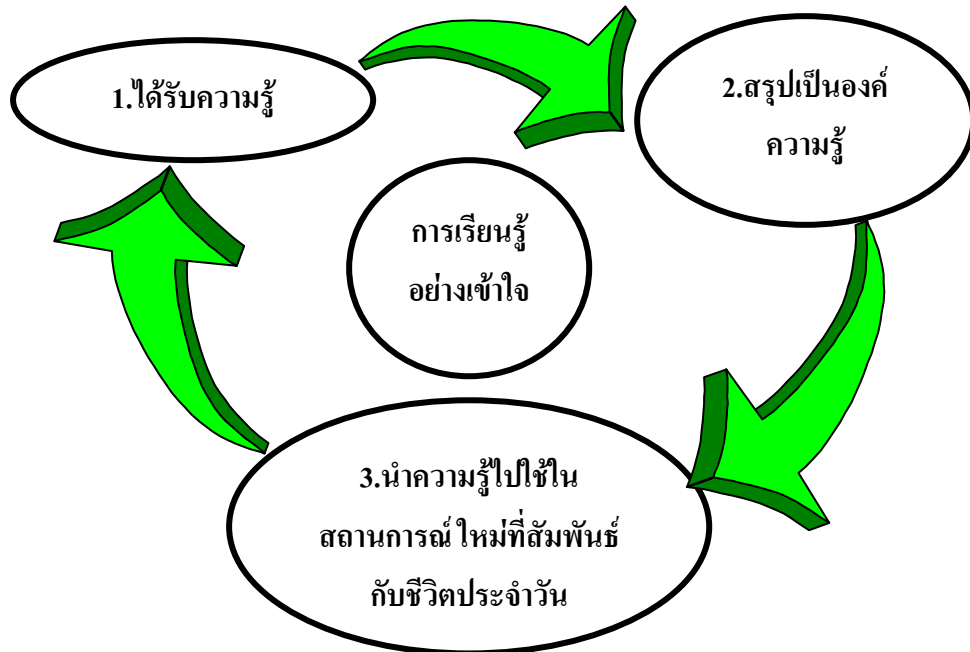 1.ได้รับความรู้
2.สรุปเป็นองค์
ความรู้
การเรียนรู้
อย่างเข้าใจ
3.นำความรู้ไปใช้ใน
สถานการณ์ ใหม่ที่สัมพันธ์
กับชีวิตประจำวัน